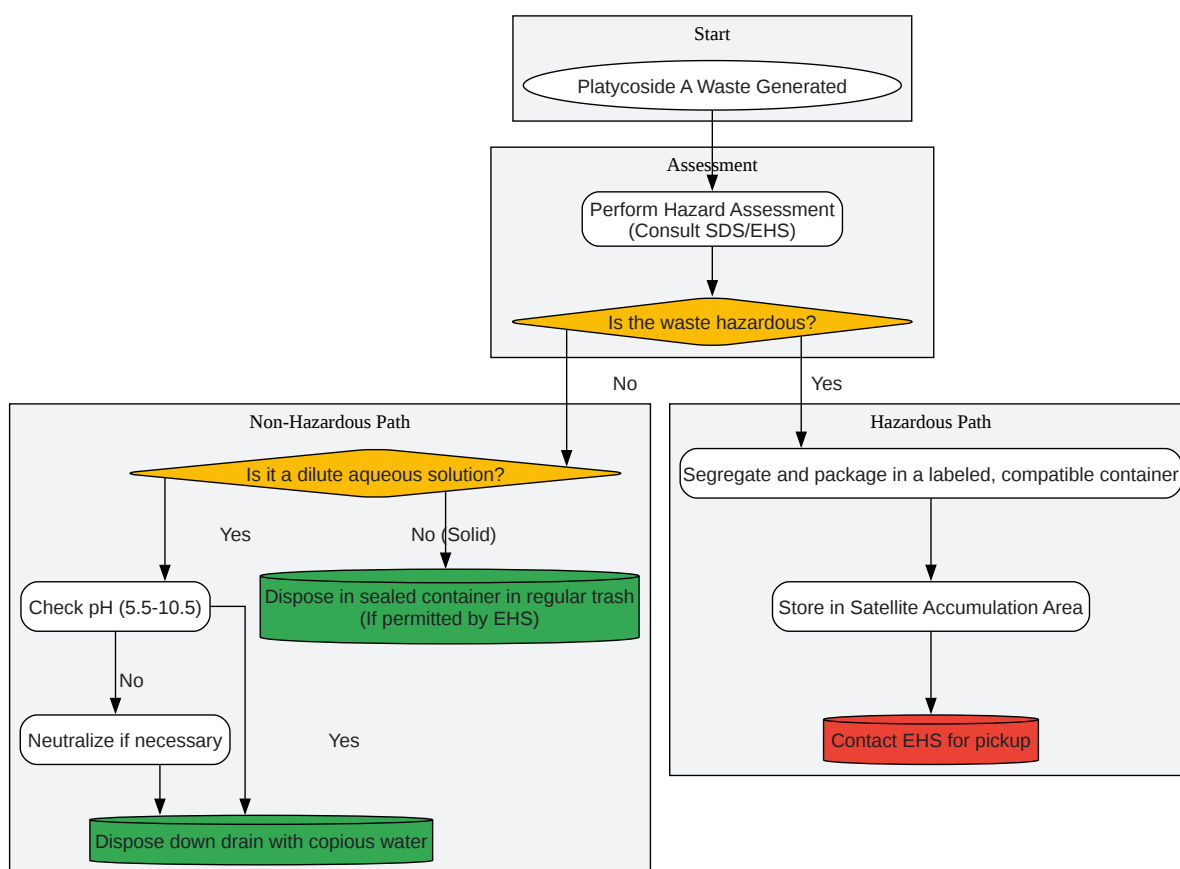 Start
Platycoside A Waste Generated
Assessment
Perform Hazard Assessment
(Consult SDS/EHS)
Is the waste hazardous?
No
Yes
Non-Hazardous Path
Is it a dilute aqueous solution?
Yes
No (Solid)
Check pH (5.5-10.5)
Dispose in sealed container in regular trash
(If permitted by EHS)
No
Neutralize if necessary
Yes
Dispose down drain with copious water
Hazardous Path
Segregate and package in a labeled, compatible container
Store in Satellite Accumulation Area
Contact EHS for pickup